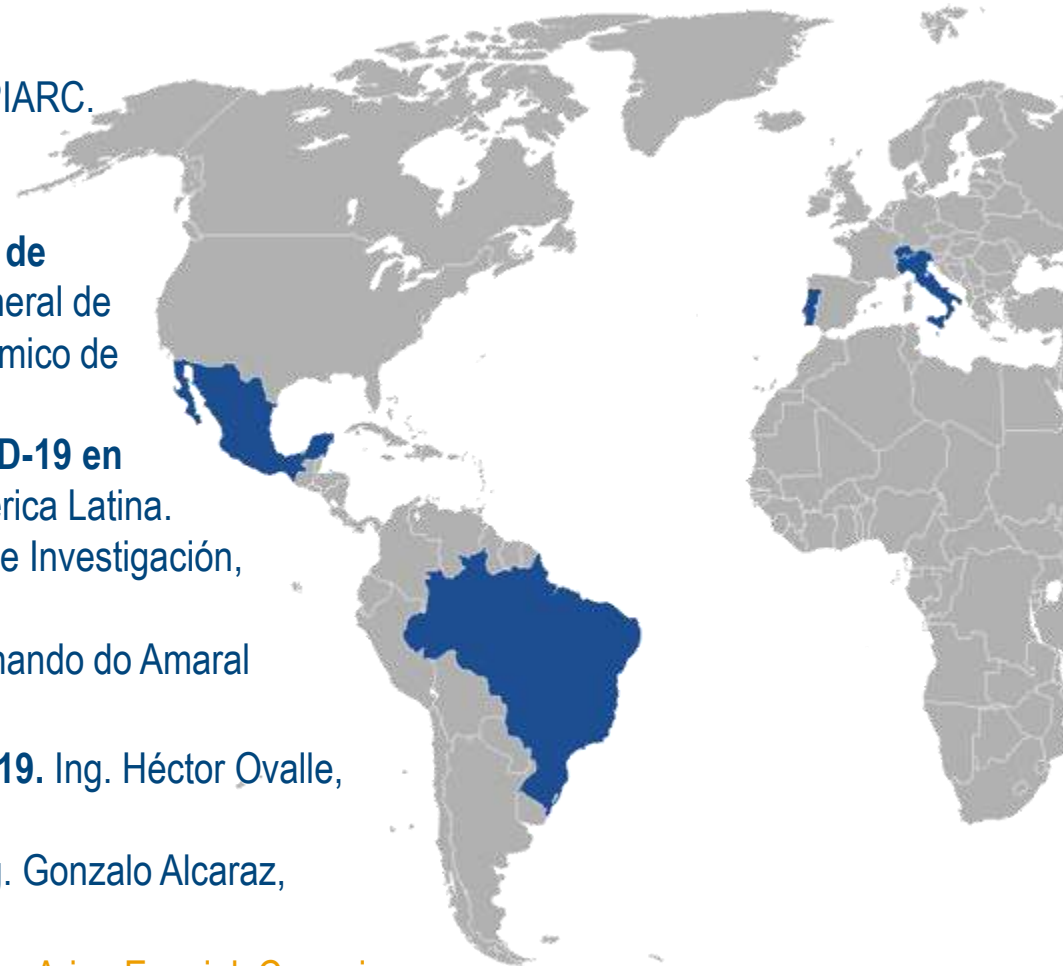 PIARC.
de
neral de
mico de
D-19 en
érica Latina.
e Investigación,
nando do Amaral
19. Ing. Héctor Ovalle,
g. Gonzalo Alcaraz,